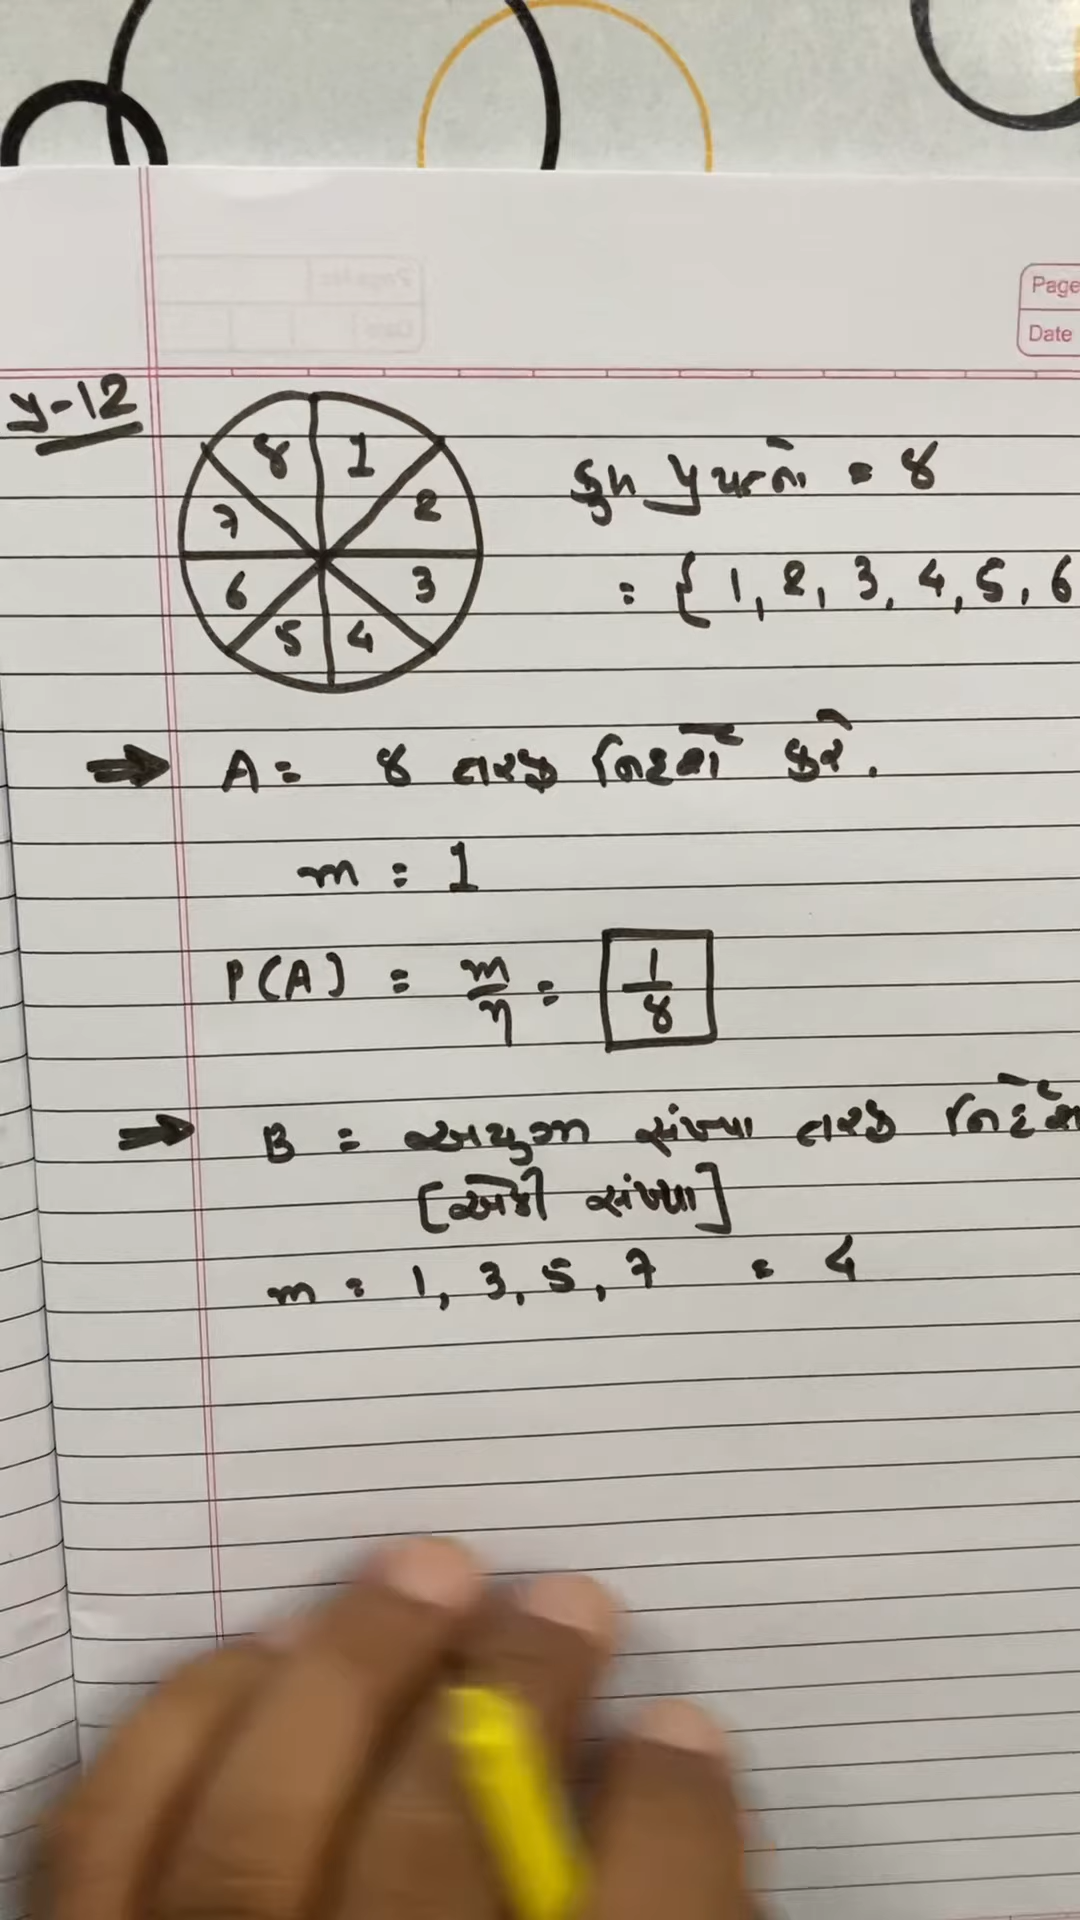 Page
Date
પ્ર-12
8 1
7 2
6 3
5 4
કુલ પ્રયત્નો = 8
= { 1, 2, 3, 4, 5, 6
A = 8 તરફ નિર્દેશ કરે.
m = 1
P(A) = m/n = 1/8
B = અયુગ્મ સંખ્યા તરફ
[એકી સંખ્યા]
m = 1, 3, 5, 7 = 4